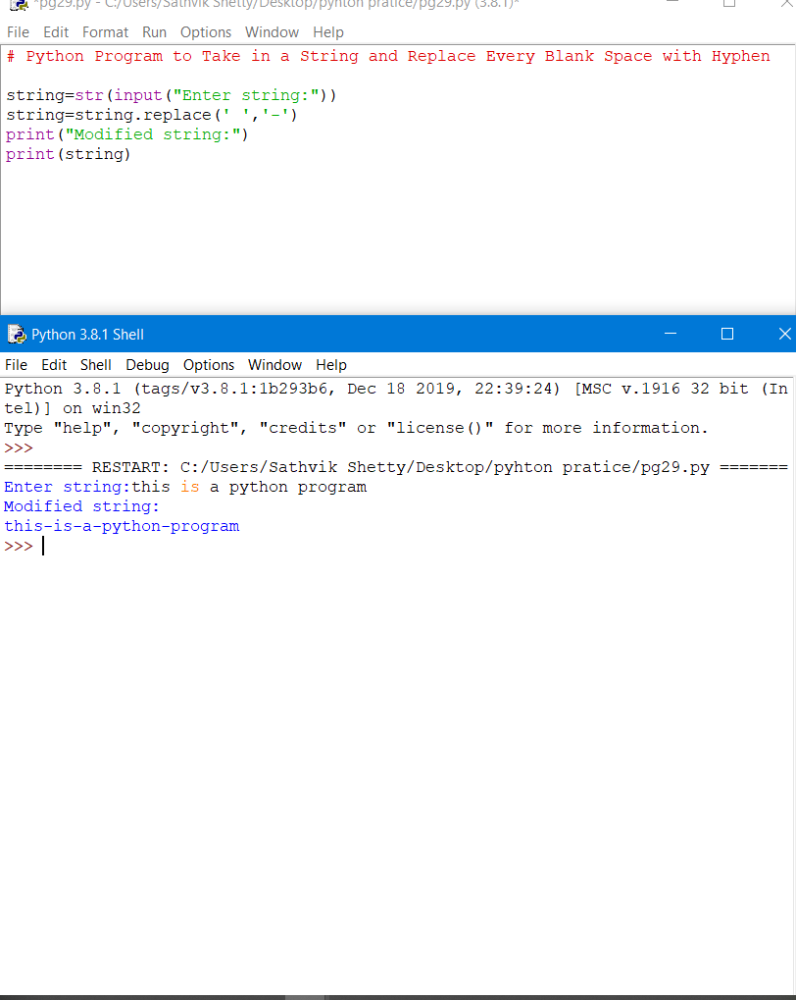 *pg29.py - C:/Users/Sathvik Shetty/Desktop/pyhton pratice/pg29.py (3.8.1)*
File Edit Format Run Options Window Help
# Python Program to Take in a String and Replace Every Blank Space with Hyphen
string=str(input("Enter string:"))
string=string.replace(' ','-')
print("Modified string:")
print(string)
Python 3.8.1 Shell
File Edit Shell Debug Options Window Help
Python 3.8.1 (tags/v3.8.1:1b293b6, Dec 18 2019, 22:39:24) [MSC v.1916 32 bit (In
tel)] on win32
Type "help", "copyright", "credits" or "license()" for more information.
>>>
======== RESTART: C:/Users/Sathvik Shetty/Desktop/pyhton pratice/pg29.py =======
Enter string:this is a python program
Modified string:
this-is-a-python-program
>>>